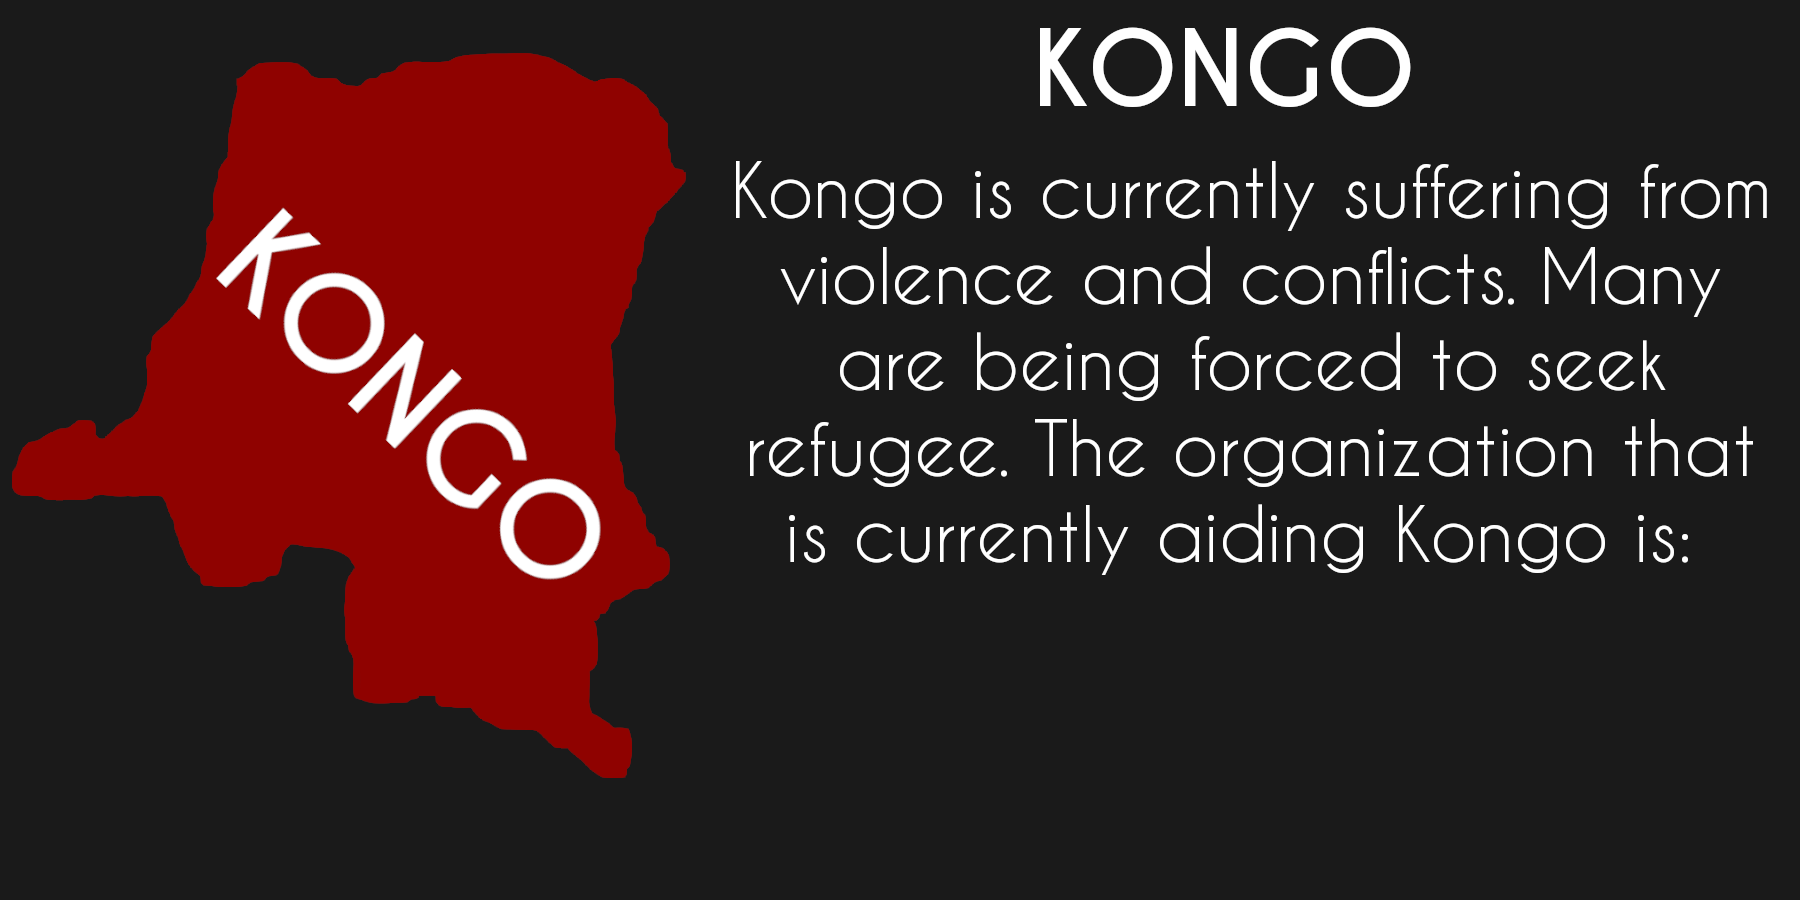 KONGO
KONGO
Kongo is currently suffering from
violence and conflicts. Many
are being forced to seek
refugee. The organization that
is currently aiding Kongo is: